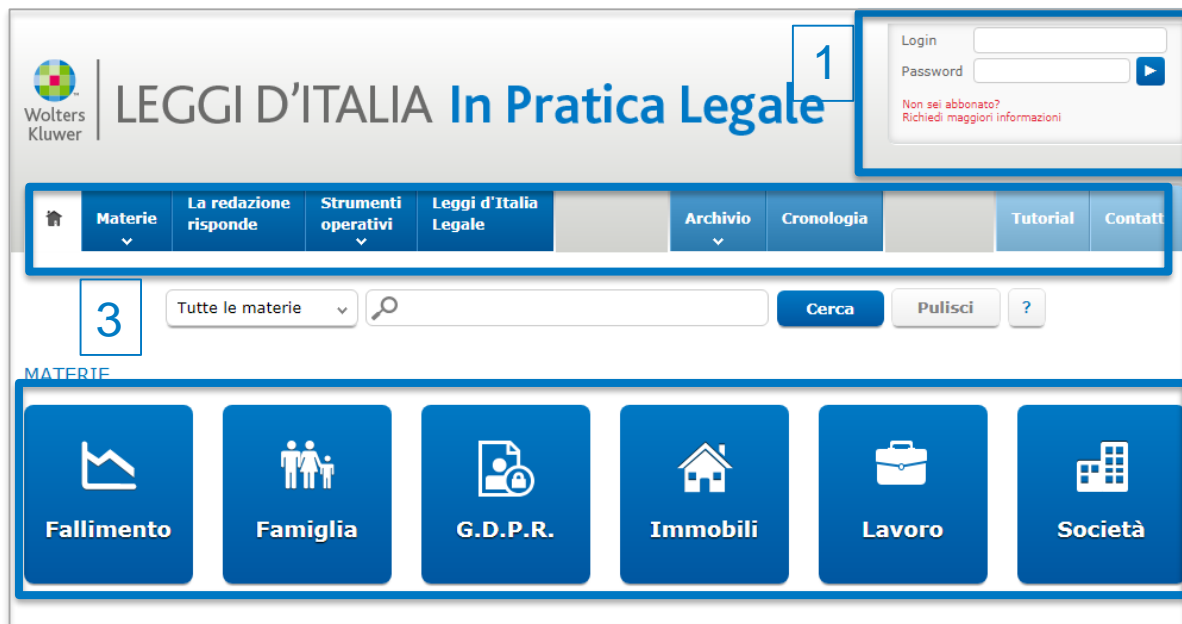 1
Login
Password
Non sei abbonato?
Richiedi maggiori informazioni
Wolters
Kluwer
LEGGI D'ITALIA In Pratica Legale
Materie
La redazione
risponde
Strumenti
operativi
Leggi d'Italia
Legale
Archivio
Cronologia
Tutorial
Contatt
3
Tutte le materie
Cerca
Pulisci
?
MATERIE
Fallimento
Famiglia
G.D.P.R.
Immobili
Lavoro
Società